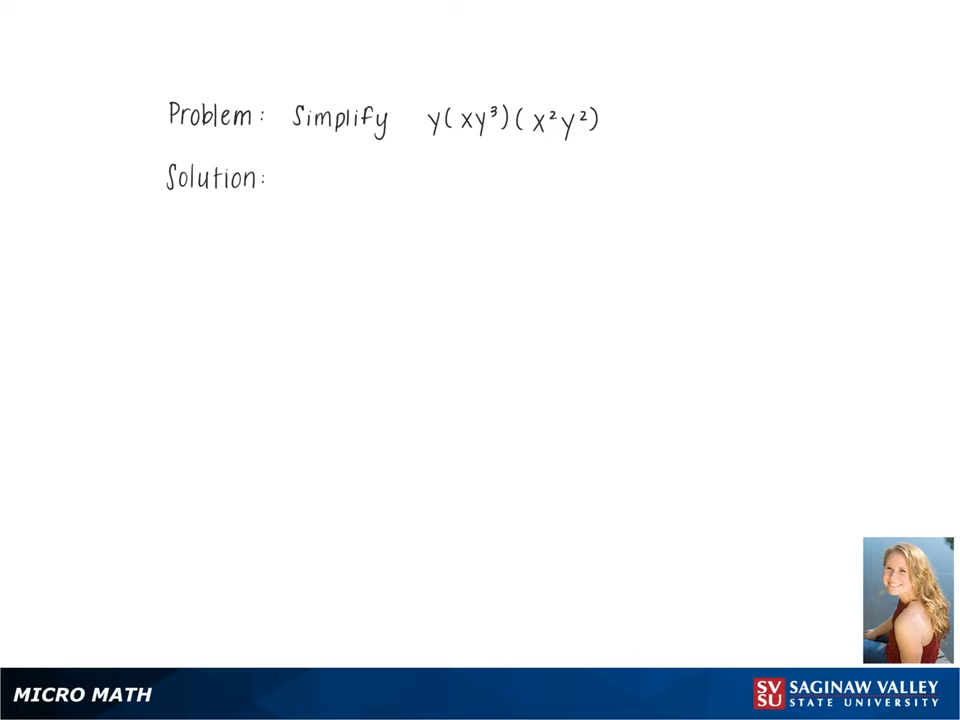 Problem: Simplify y(xy³)(x²y²)
Solution:
MICRO MATH
SV SU SAGINAW VALLEY STATE UNIVERSITY